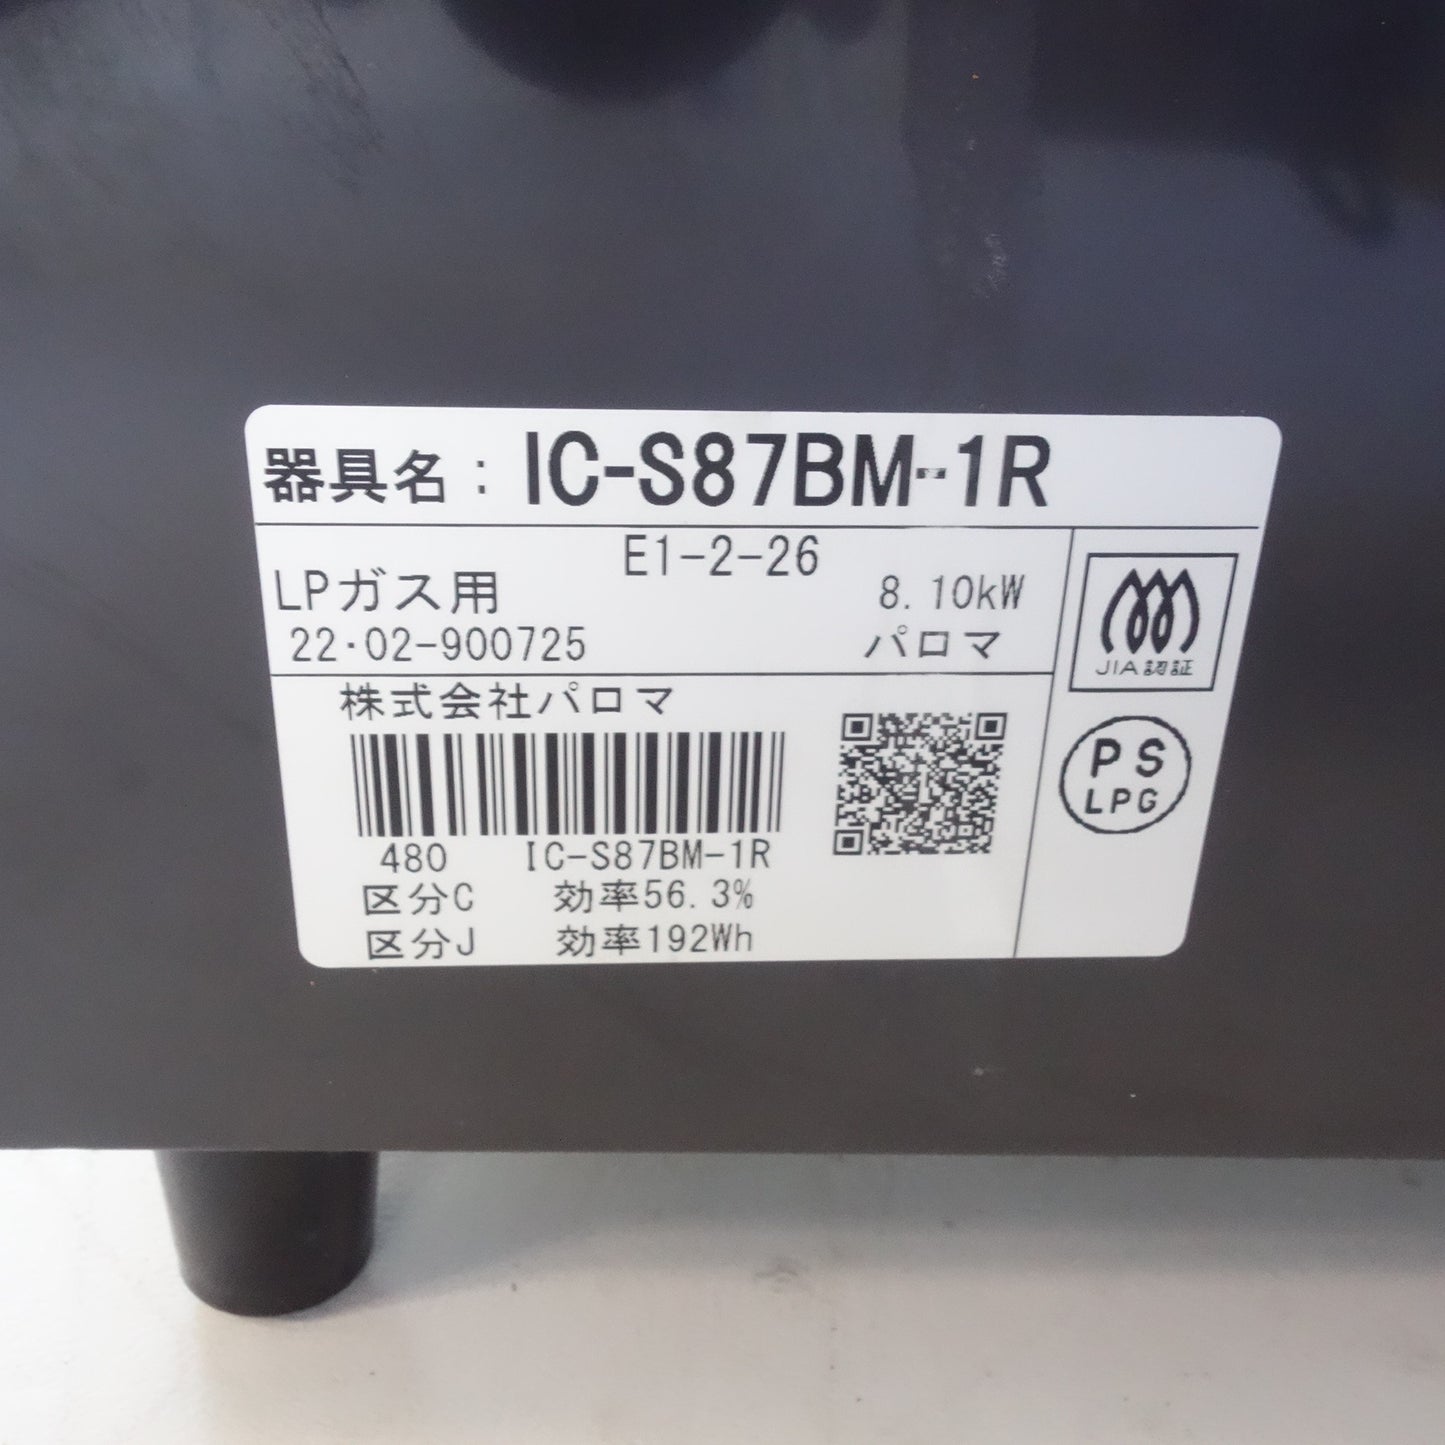 器具名：IC-S87BM-1R
E1-2-26
LPガス用 8.10kW
22·02-900725 パロマ
JIA認証
株式会社パロマ
PS
LPG
480 IC-S87BM-1R
区分C 効率56.3%
区分J 効率192Wh